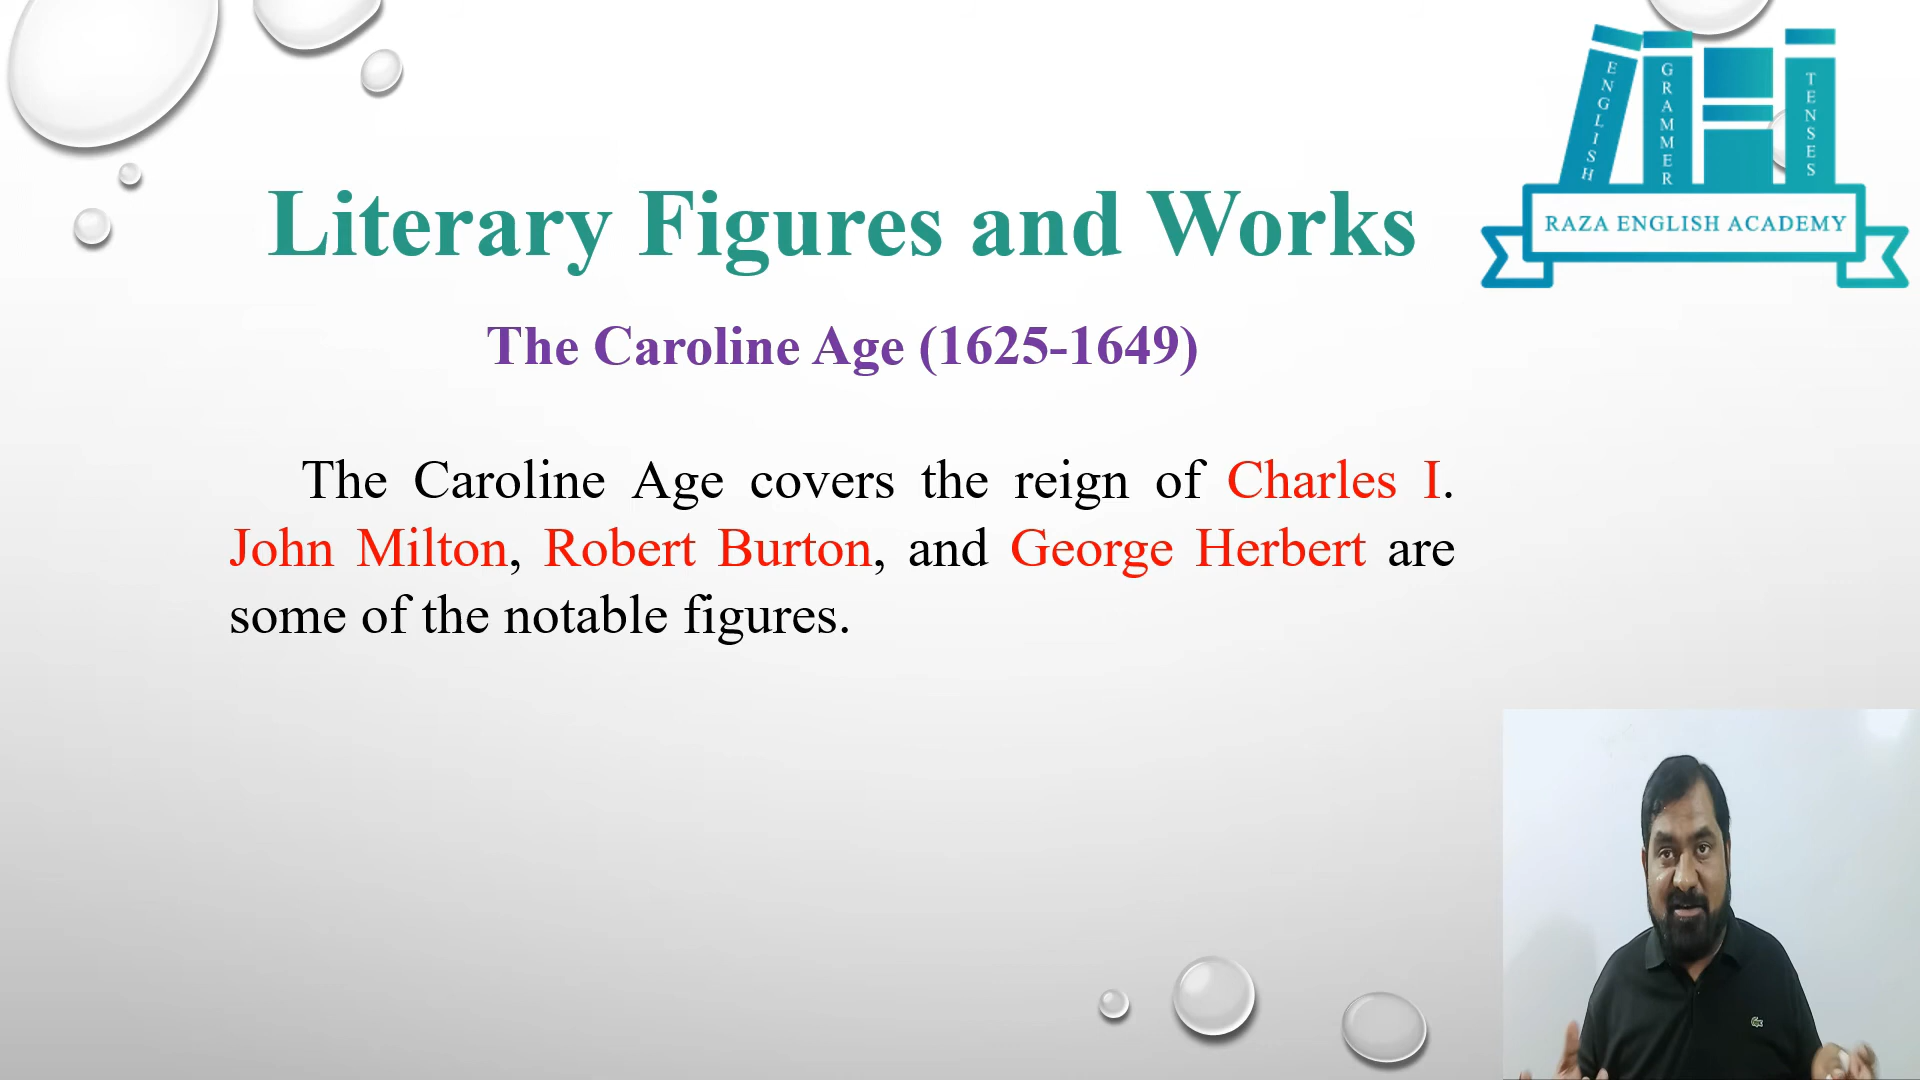 ENGLISH
GRAMMER
TENSES
RAZA ENGLISH ACADEMY
Literary Figures and Works
The Caroline Age (1625-1649)
The Caroline Age covers the reign of Charles I.
John Milton, Robert Burton, and George Herbert are
some of the notable figures.